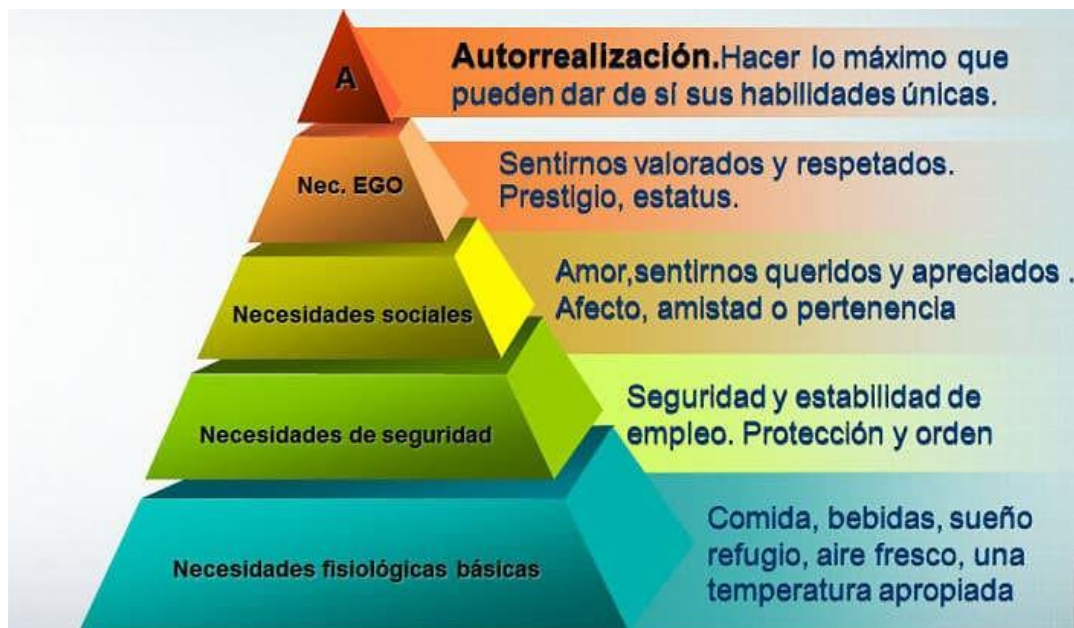 A
Autorrealización.Hacer lo máximo que
pueden dar de sí sus habilidades únicas.
Nec. EGO
Sentirnos valorados y respetados.
Prestigio, estatus.
Necesidades sociales
Amor,sentirnos queridos y apreciados .
Afecto, amistad o pertenencia
Necesidades de seguridad
Seguridad y estabilidad de
empleo. Protección y orden
Necesidades fisiológicas básicas
Comida, bebidas, sueño
refugio, aire fresco, una
temperatura apropiada